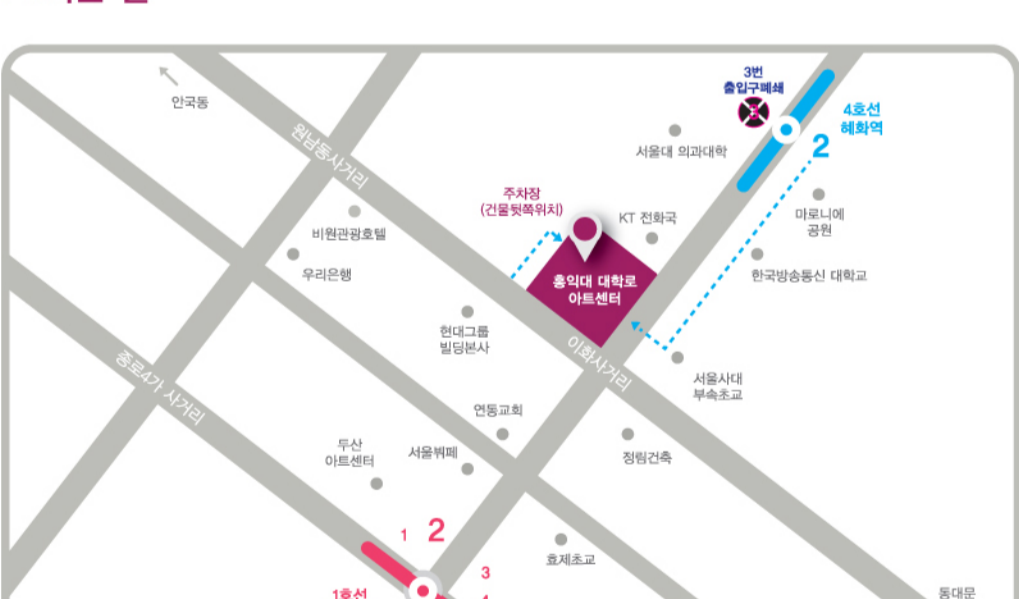 안국동
원남동사거리
3번
출입구폐쇄
3
4호선
혜화역
2
서울대 의과대학
마로니에
공원
주차장
(건물뒷쪽위치)
KT 전화국
비원관광호텔
우리은행
한국방송통신 대학교
홍익대 대학로
아트센터
현대그룹
빌딩본사
이화사거리
종로4가 사거리
서울사대
부속초교
연동교회
두산
아트센터
서울뷔페
정림건축
1
2
효제초교
3
1호선
동대문